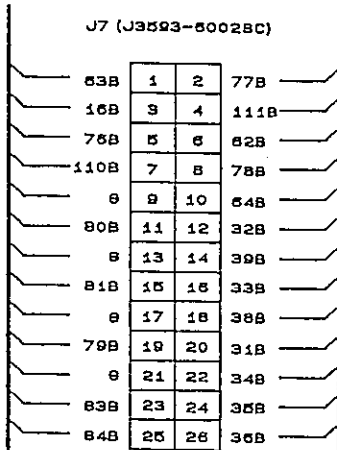 J7 (J3593-6002SC)
63B 1 2 77B
16B 3 4 111B
76B 5 6 62B
110B 7 8 78B
8 9 10 64B
80B 11 12 32B
8 13 14 39B
81B 15 16 33B
8 17 18 38B
79B 19 20 31B
8 21 22 34B
83B 23 24 35B
84B 25 26 36B